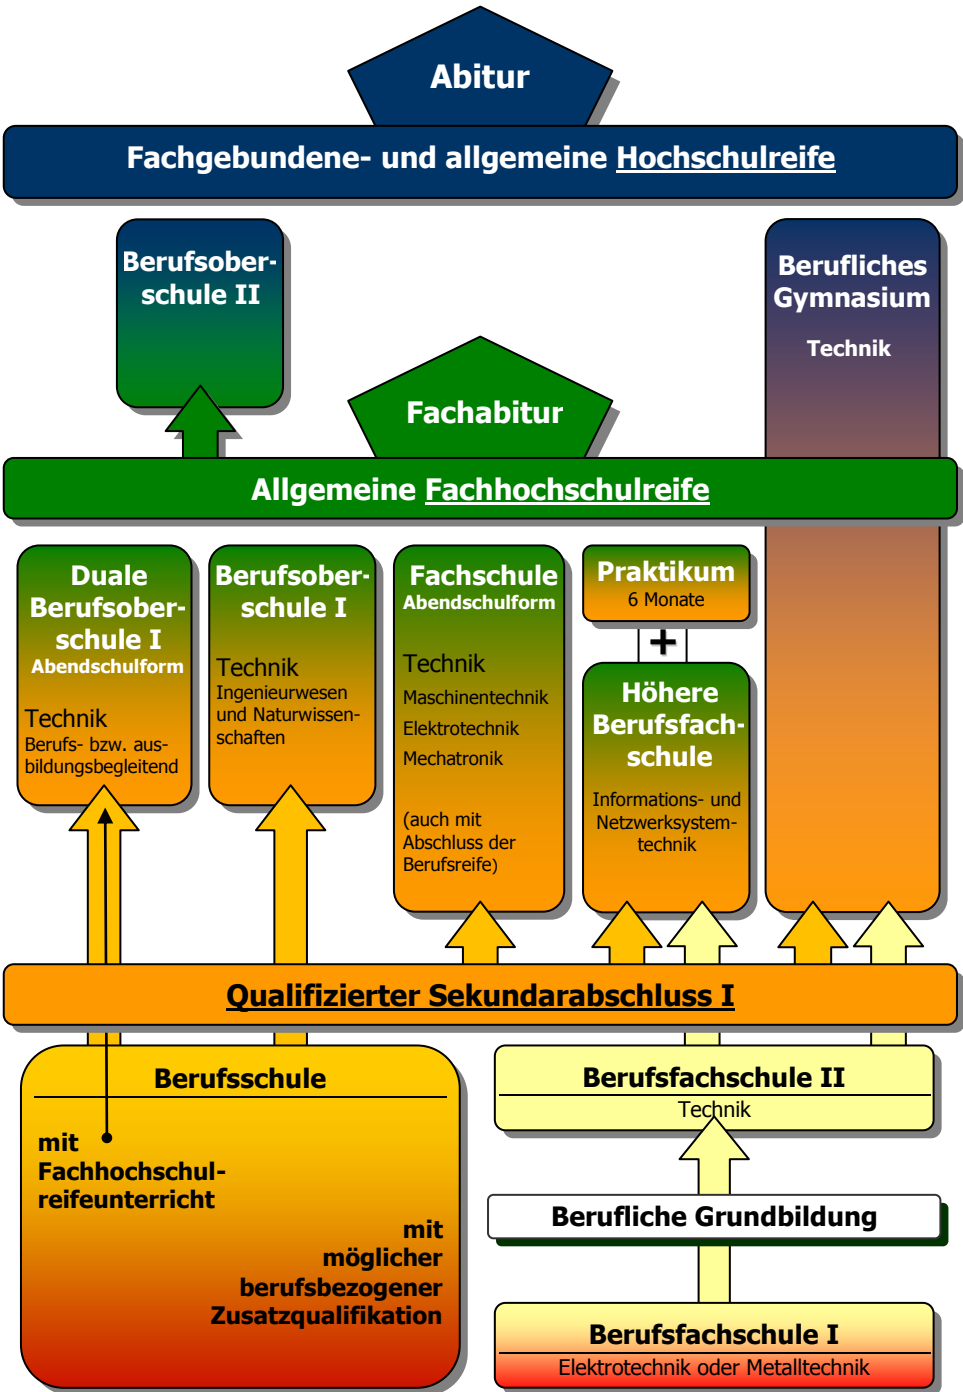 Abitur
Fachgebundene- und allgemeine Hochschulreife
Berufsober-
schule II
Berufliches
Gymnasium
Technik
Fachabitur
Allgemeine Fachhochschulreife
Duale
Berufsober-
schule I
Abendschulform
Technik
Berufs- bzw. aus-
bildungsbegleitend
Berufsober-
schule I
Technik
Ingenieurwesen
und Naturwissen-
schaften
Fachschule
Abendschulform
Technik
Maschinentechnik
Elektrotechnik
Mechatronik
(auch mit
Abschluss der
Berufsreife)
Praktikum
6 Monate
+
Höhere
Berufsfach-
schule
Informations- und
Netzwerksystem-
technik
Qualifizierter Sekundarabschluss I
Berufsschule
mit
Fachhochschul-
reifeunterricht
mit
möglicher
berufsbezogener
Zusatzqualifikation
Berufsfachschule II
Technik
Berufliche Grundbildung
Berufsfachschule I
Elektrotechnik oder Metalltechnik